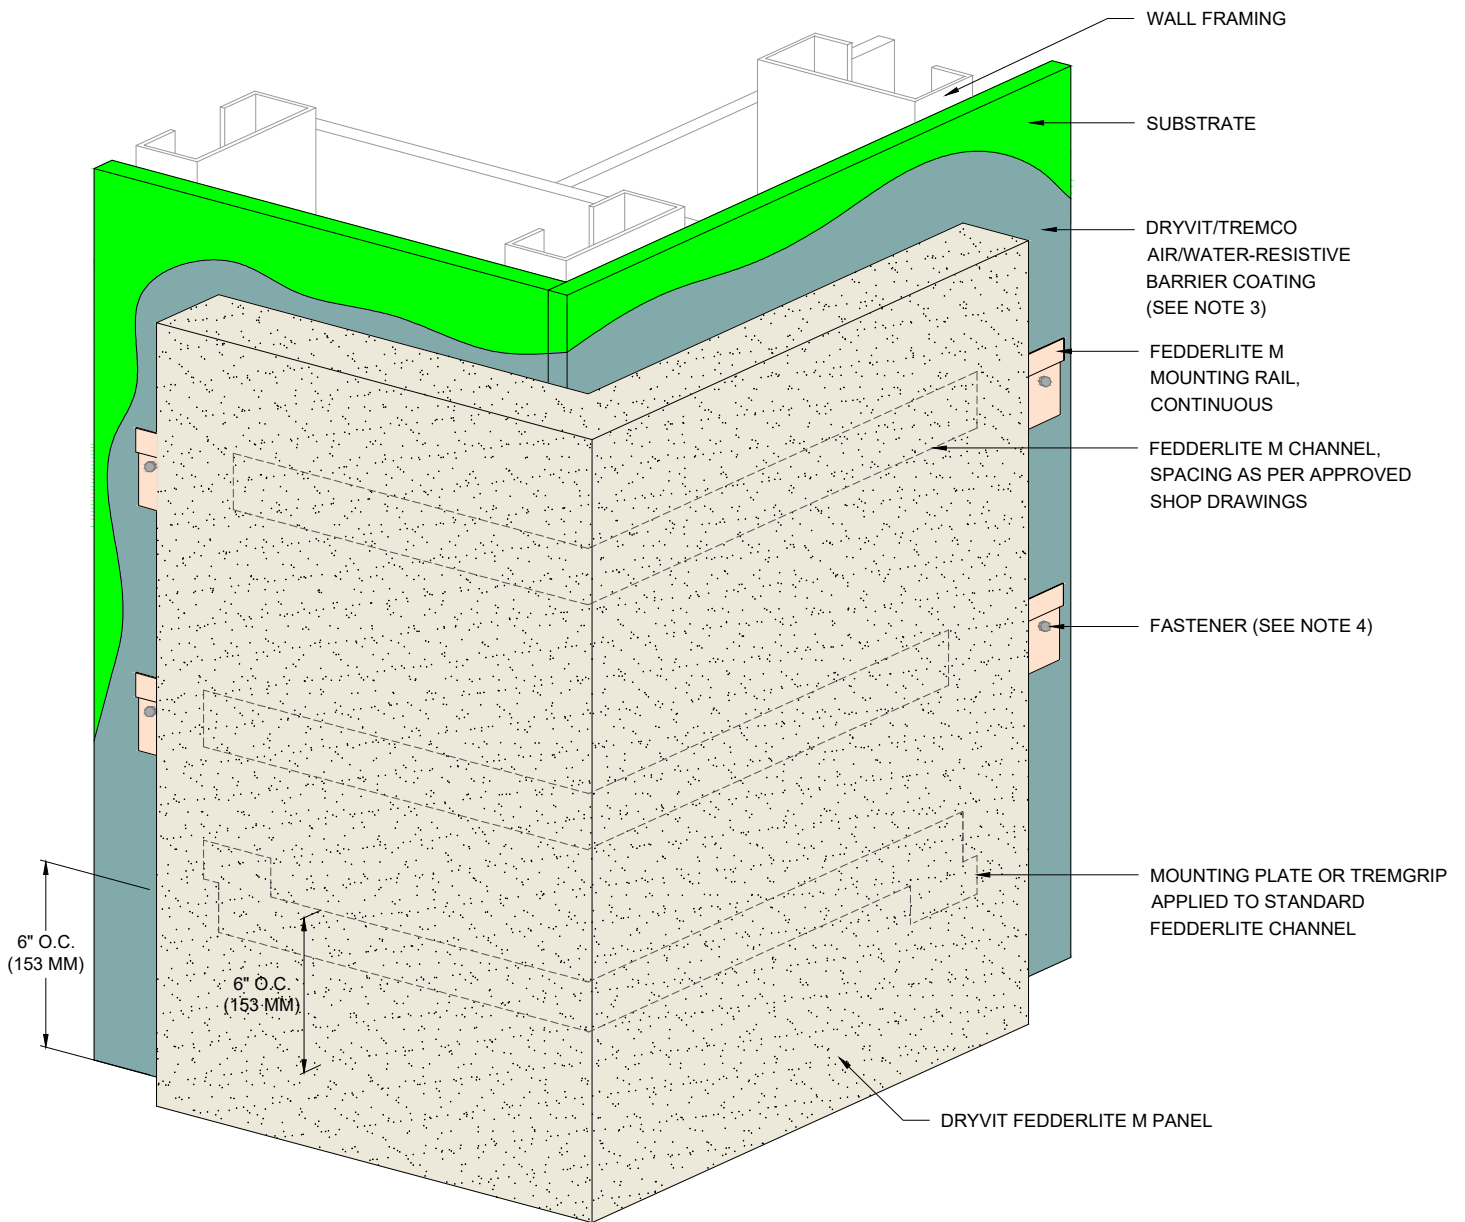 WALL FRAMING
SUBSTRATE
DRYVIT/TREMCO
AIR/WATER-RESISTIVE
BARRIER COATING
(SEE NOTE 3)
FEDDERLITE M
MOUNTING RAIL,
CONTINUOUS
FEDDERLITE M CHANNEL,
SPACING AS PER APPROVED
SHOP DRAWINGS
FASTENER (SEE NOTE 4)
MOUNTING PLATE OR TREMGRIP
APPLIED TO STANDARD
FEDDERLITE CHANNEL
6" O.C.
(153 MM)
6" O.C.
(153 MM)
DRYVIT FEDDERLITE M PANEL